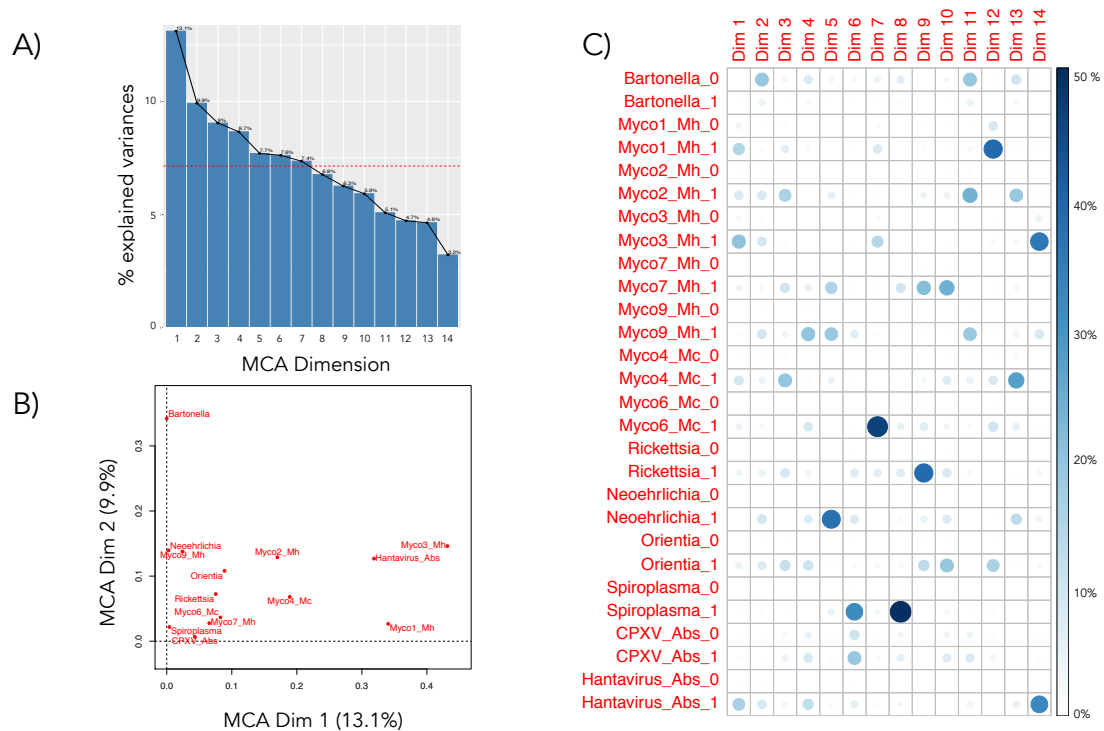 A)
% explained variances
10
5
0
13.1%
9.9%
9%
8.7%
7.7%
7.6%
7.4%
6.8%
6.3%
5.9%
5.1%
4.7%
4.6%
3.2%
1 2 3 4 5 6 7 8 9 10 11 12 13 14
MCA Dimension
B)
MCA Dim 2 (9.9%)
0.3
0.2
0.1
0.0
Bartonella
Neoehrlichia
Myco9_Mh
Orientia
Myco2_Mh
Myco3_Mh
Hantavirus_Abs
Rickettsia
Myco4_Mc
Myco6_Mc
Myco7_Mh
Myco1_Mh
Spiroplasma
CPXV_Abs
0.0 0.1 0.2 0.3 0.4
MCA Dim 1 (13.1%)
C)
Dim 1
Dim 2
Dim 3
Dim 4
Dim 5
Dim 6
Dim 7
Dim 8
Dim 9
Dim 10
Dim 11
Dim 12
Dim 13
Dim 14
Bartonella_0
Bartonella_1
Myco1_Mh_0
Myco1_Mh_1
Myco2_Mh_0
Myco2_Mh_1
Myco3_Mh_0
Myco3_Mh_1
Myco7_Mh_0
Myco7_Mh_1
Myco9_Mh_0
Myco9_Mh_1
Myco4_Mc_0
Myco4_Mc_1
Myco6_Mc_0
Myco6_Mc_1
Rickettsia_0
Rickettsia_1
Neoehrlichia_0
Neoehrlichia_1
Orientia_0
Orientia_1
Spiroplasma_0
Spiroplasma_1
CPXV_Abs_0
CPXV_Abs_1
Hantavirus_Abs_0
Hantavirus_Abs_1
50 %
40%
30%
20%
10%
0%